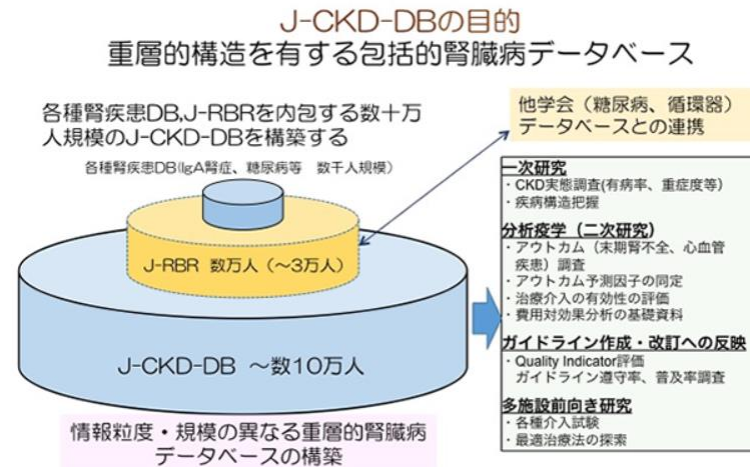 J-CKD-DBの目的
重層的構造を有する包括的腎臓病データベース
各種腎疾患DB,J-RBRを内包する数十万
人規模のJ-CKD-DBを構築する
各種腎疾患DB(IgA腎症、糖尿病等　数千人規模)
J-RBR 数万人（～3万人）
J-CKD-DB ～数10万人
情報粒度・規模の異なる重層的腎臓病
データベースの構築
他学会（糖尿病、循環器）
データベースとの連携
一次研究
・CKD実態調査(有病率、重症度等)
・疾病構造把握
分析疫学（二次研究）
・アウトカム（末期腎不全、心血管
疾患）調査
・アウトカム予測因子の同定
・治療介入の有効性の評価
・費用対効果分析の基礎資料
ガイドライン作成・改訂への反映
・Quality Indicator評価
ガイドライン遵守率、普及率調査
多施設前向き研究
・各種介入試験
・最適治療法の探索